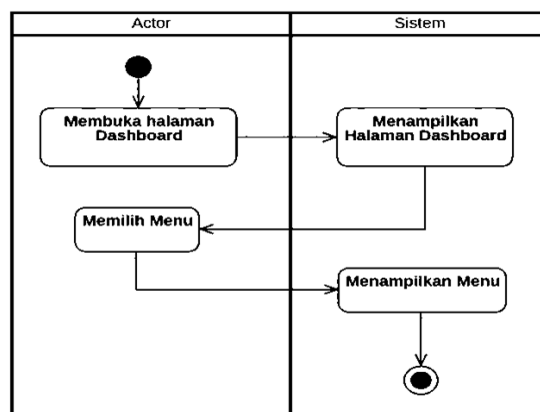 Actor
Sistem
Membuka halaman
Dashboard
Menampilkan
Halaman Dashboard
Memilih Menu
Menampilkan Menu